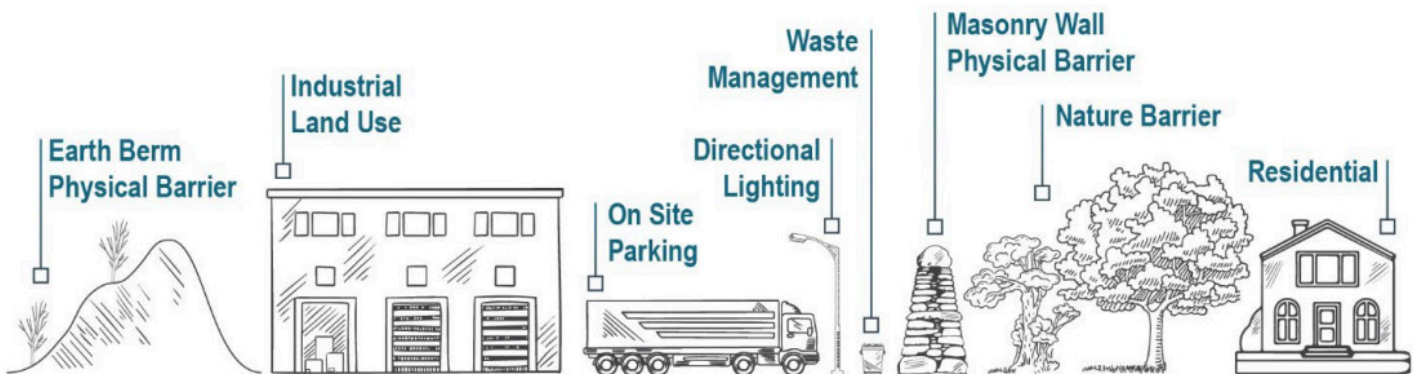 Earth Berm
Physical Barrier
Industrial
Land Use
On Site
Parking
Directional
Lighting
Waste
Management
Masonry Wall
Physical Barrier
Nature Barrier
Residential